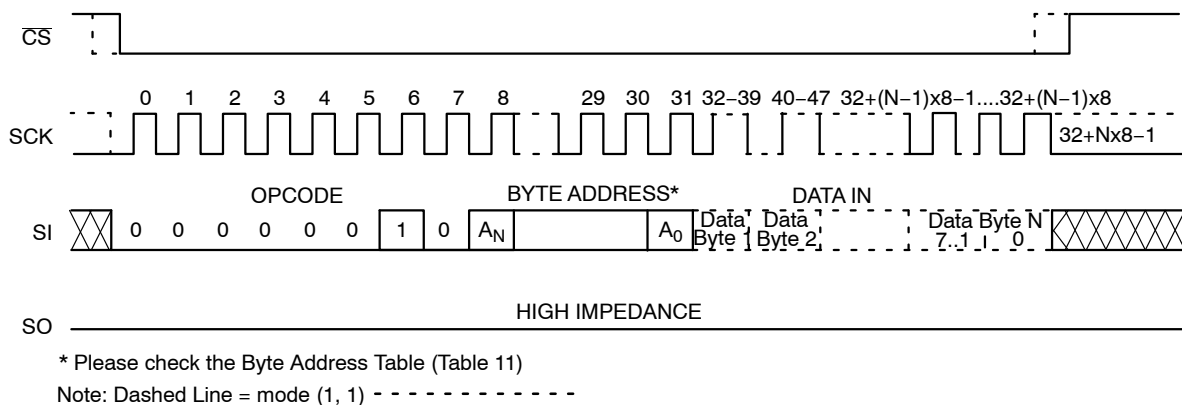 CS
0 1 2 3 4 5 6 7 8 29 30 31 32–39 40–47 32+(N–1)x8–1....32+(N–1)x8
SCK
32+Nx8–1
OPCODE BYTE ADDRESS* DATA IN
SI 0 0 0 0 0 0 1 0 AN A0 Data Byte 1 Data Byte 2 Data Byte N
7..1 0
HIGH IMPEDANCE
SO
* Please check the Byte Address Table (Table 11)
Note: Dashed Line = mode (1, 1)